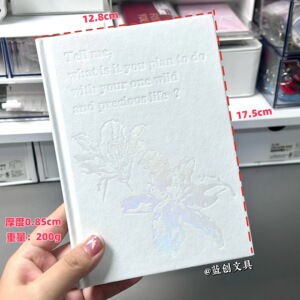 12.8cm
Tell me,
what is it you plan to do
with your one wild
and precious life ?
17.5cm
厚度0.85cm
重量：200g
@蓝创文具